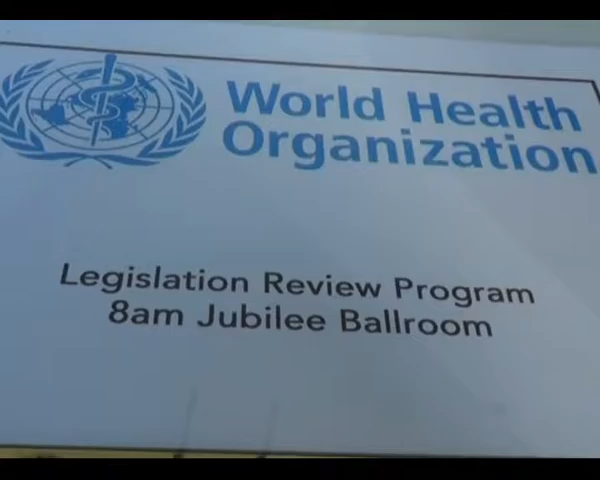 World Health
Organization
Legislation Review Program
8am Jubilee Ballroom